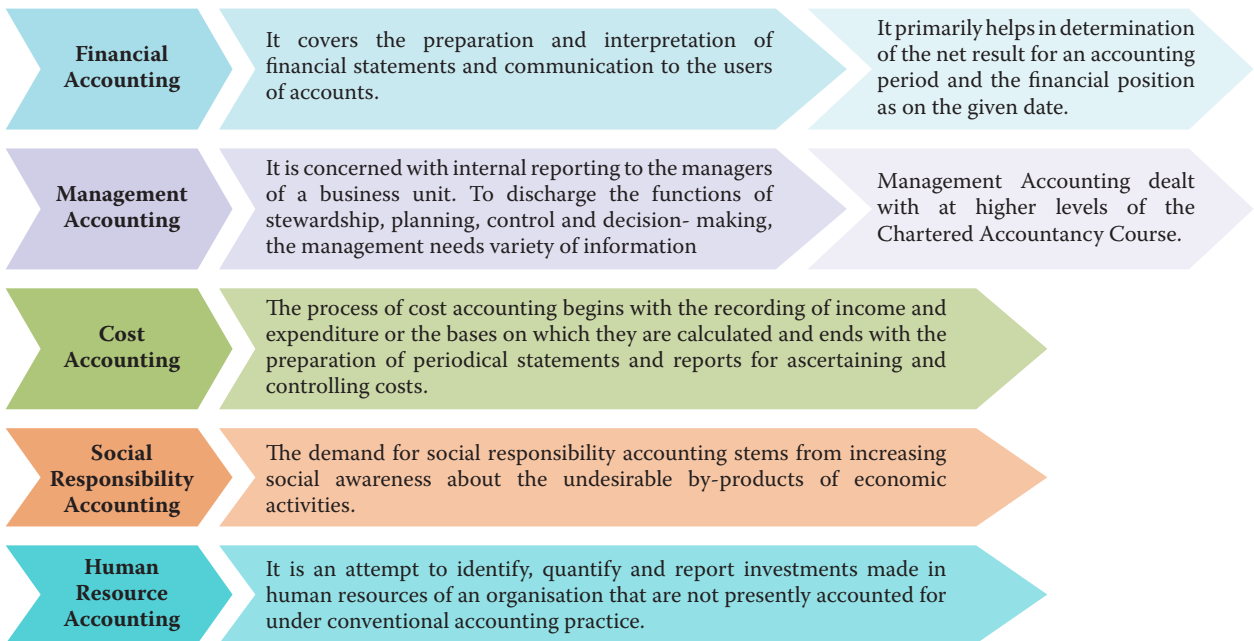 Financial
Accounting
It covers the preparation and interpretation of
financial statements and communication to the users
of accounts.
It primarily helps in determination
of the net result for an accounting
period and the financial position
as on the given date.
Management
Accounting
It is concerned with internal reporting to the managers
of a business unit. To discharge the functions of
stewardship, planning, control and decision- making,
the management needs variety of information
Management Accounting dealt
with at higher levels of the
Chartered Accountancy Course.
Cost
Accounting
The process of cost accounting begins with the recording of income and
expenditure or the bases on which they are calculated and ends with the
preparation of periodical statements and reports for ascertaining and
controlling costs.
Social
Responsibility
Accounting
The demand for social responsibility accounting stems from increasing
social awareness about the undesirable by-products of economic
activities.
Human
Resource
Accounting
It is an attempt to identify, quantify and report investments made in
human resources of an organisation that are not presently accounted for
under conventional accounting practice.